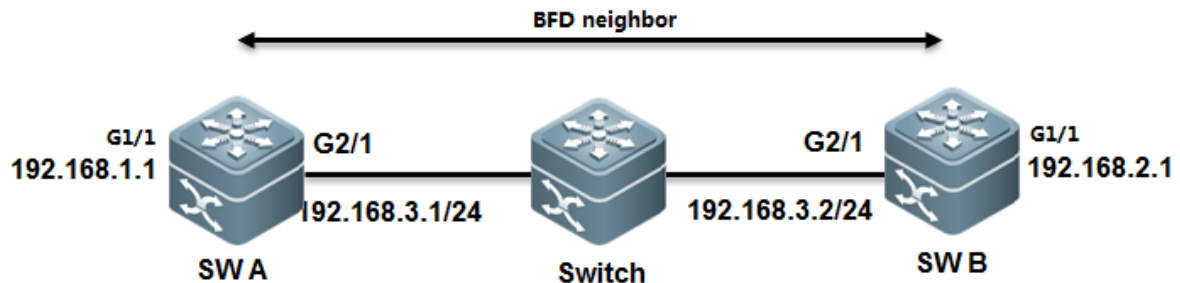 BFD neighbor
G1/1
192.168.1.1
G2/1
192.168.3.1/24
SW A
Switch
G2/1
192.168.3.2/24
G1/1
192.168.2.1
SW B